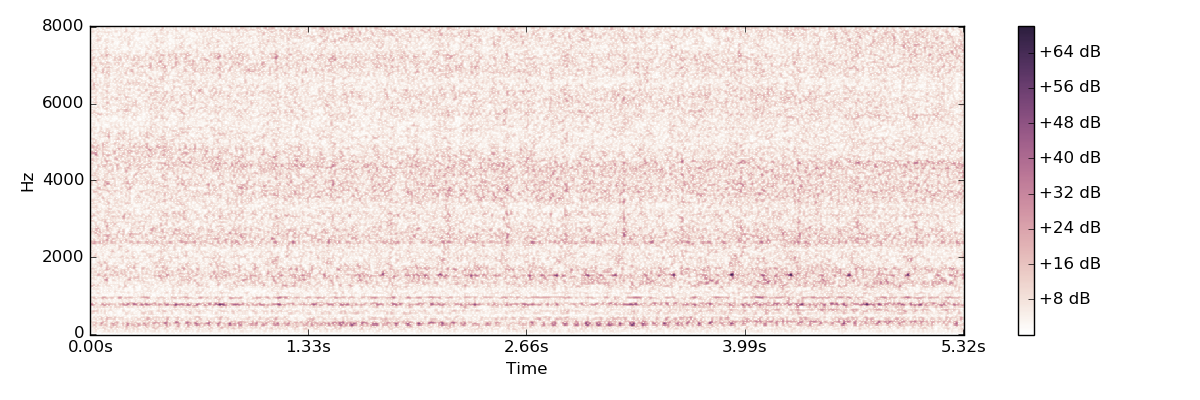 8000
6000
4000
2000
0
Hz
0.00s 1.33s 2.66s 3.99s 5.32s
Time
+64 dB
+56 dB
+48 dB
+40 dB
+32 dB
+24 dB
+16 dB
+8 dB